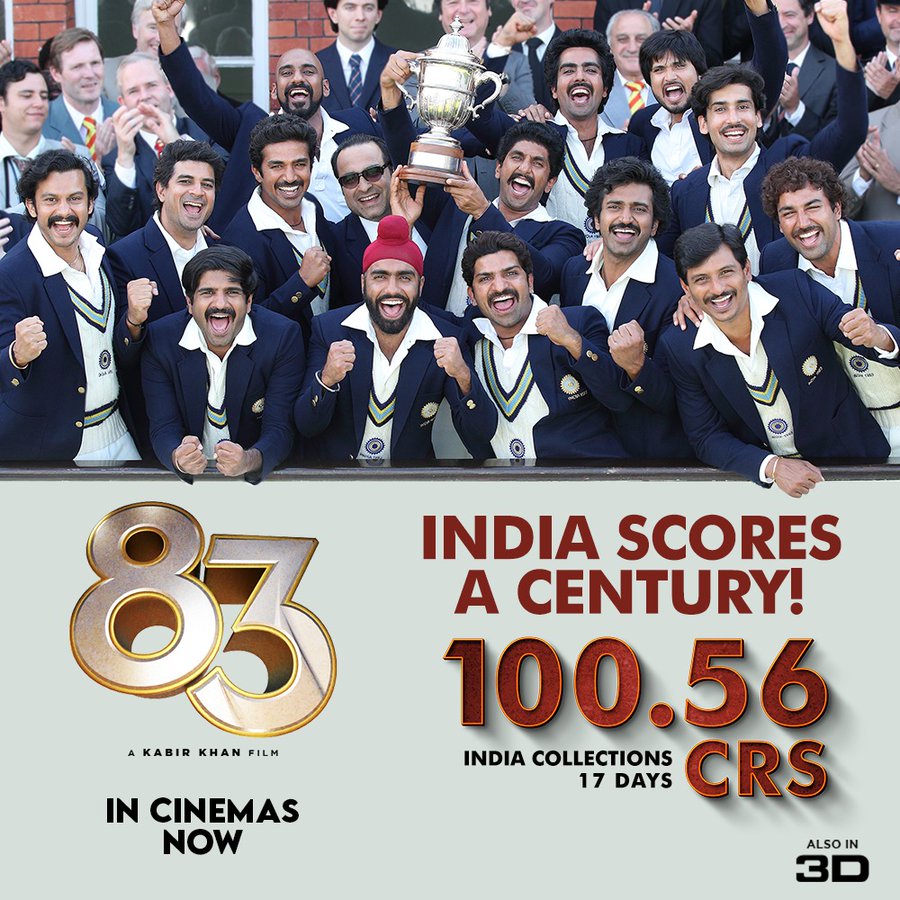 83
A KABIR KHAN FILM
IN CINEMAS
NOW
INDIA SCORES
A CENTURY!
100.56
INDIA COLLECTIONS
17 DAYS
CRS
ALSO IN
3D